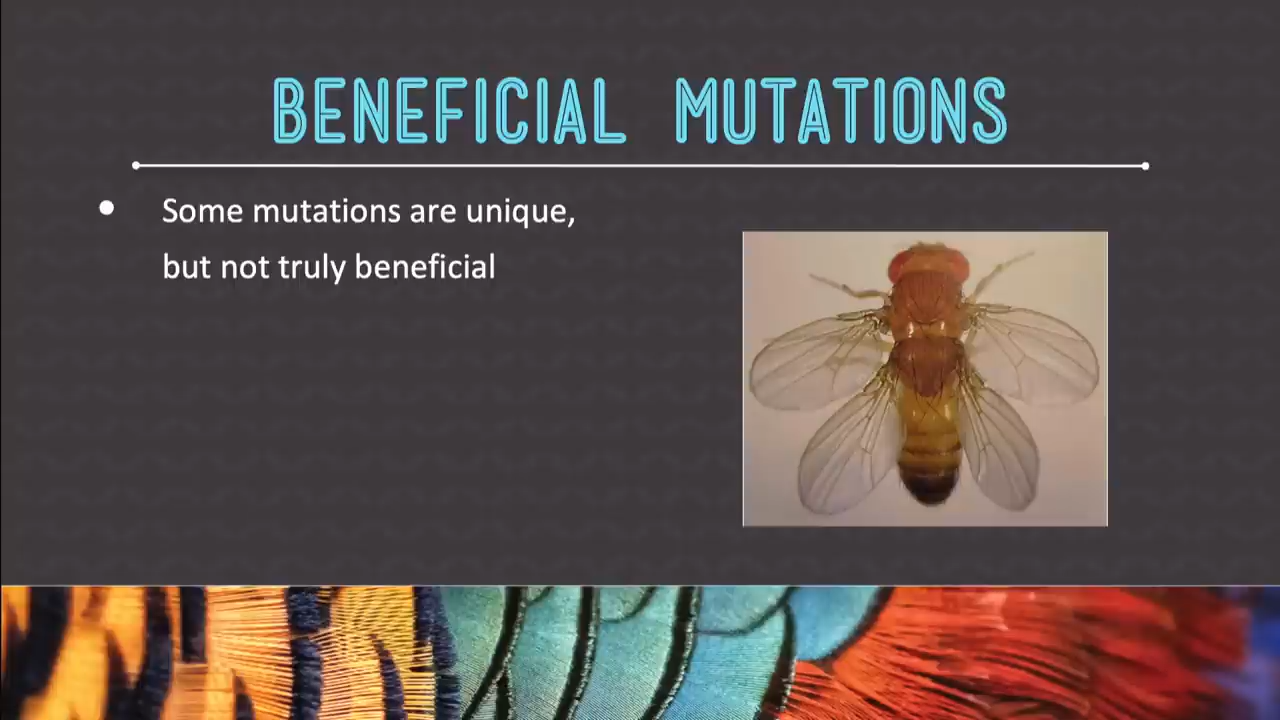 BENEFICIAL MUTATIONS
• Some mutations are unique,
but not truly beneficial